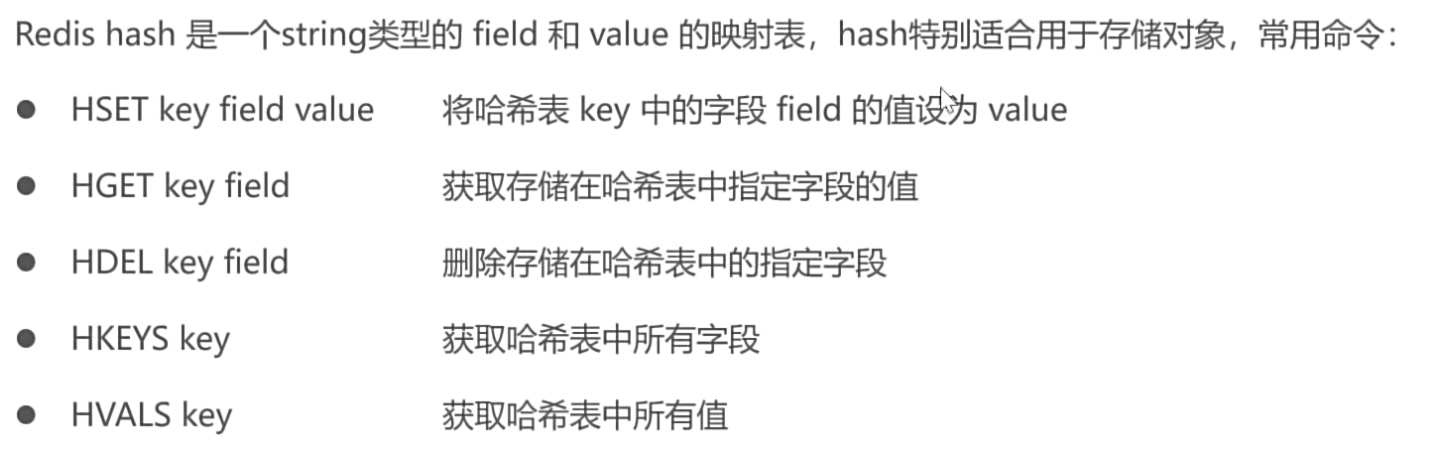 Redis hash 是一个string类型的 field 和 value 的映射表，hash特别适合用于存储对象，常用命令：
● HSET key field value 将哈希表 key 中的字段 field 的值设为 value
● HGET key field 获取存储在哈希表中指定字段的值
● HDEL key field 删除存储在哈希表中的指定字段
● HKEYS key 获取哈希表中所有字段
● HVALS key 获取哈希表中所有值